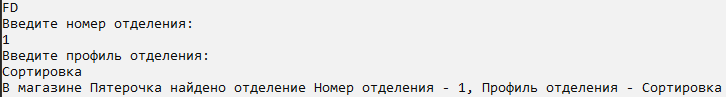 FD
Введите номер отделения:
1
Введите профиль отделения:
Сортировка
В магазине Пятерочка найдено отделение Номер отделения - 1, Профиль отделения - Сортировка